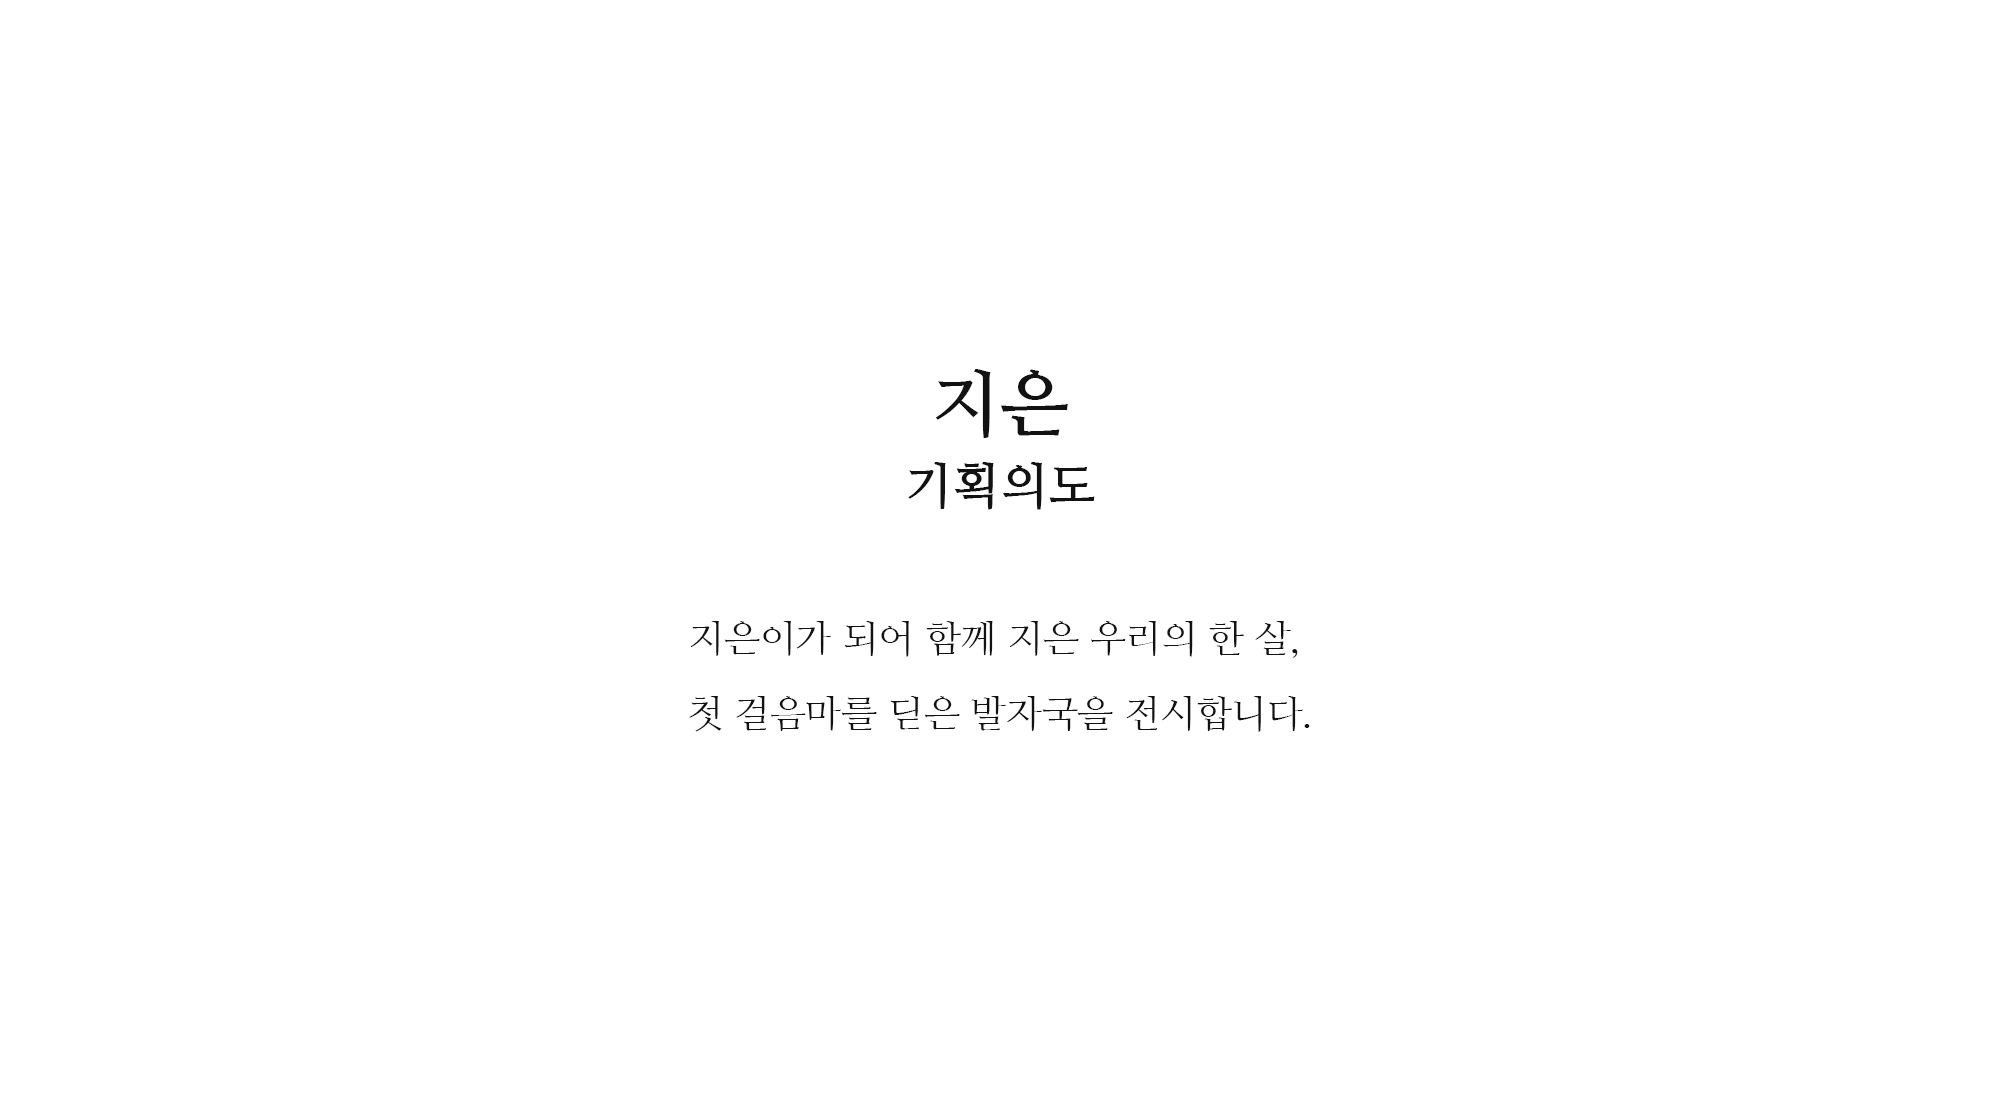 지은
기획의도
지은이가 되어 함께 지은 우리의 한 살,
첫 걸음마를 딛은 발자국을 전시합니다.